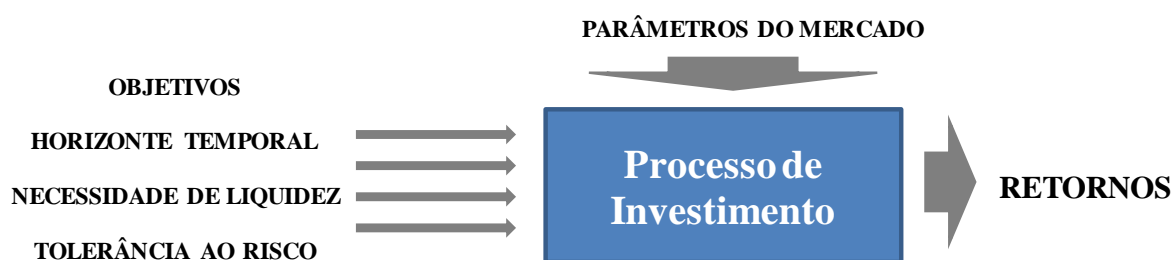 PARÂMETROS DO MERCADO
OBJETIVOS
HORIZONTE TEMPORAL
NECESSIDADE DE LIQUIDEZ
TOLERÂNCIA AO RISCO
Processo de
Investimento
RETORNOS